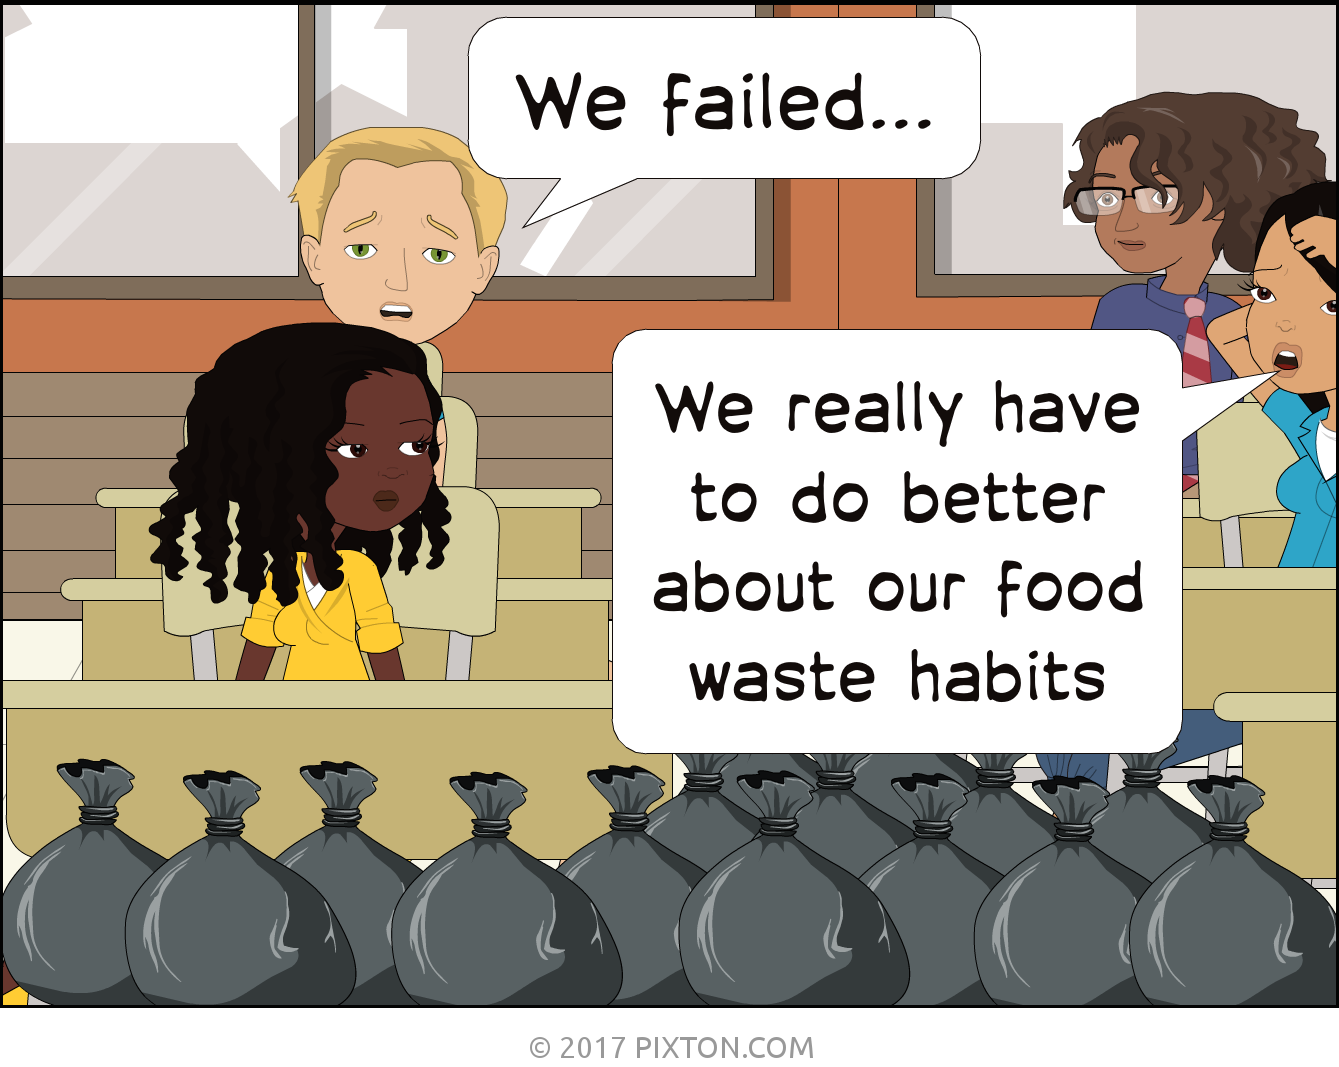 We failed...
We really have
to do better
about our food
waste habits
© 2017 PIXTON.COM